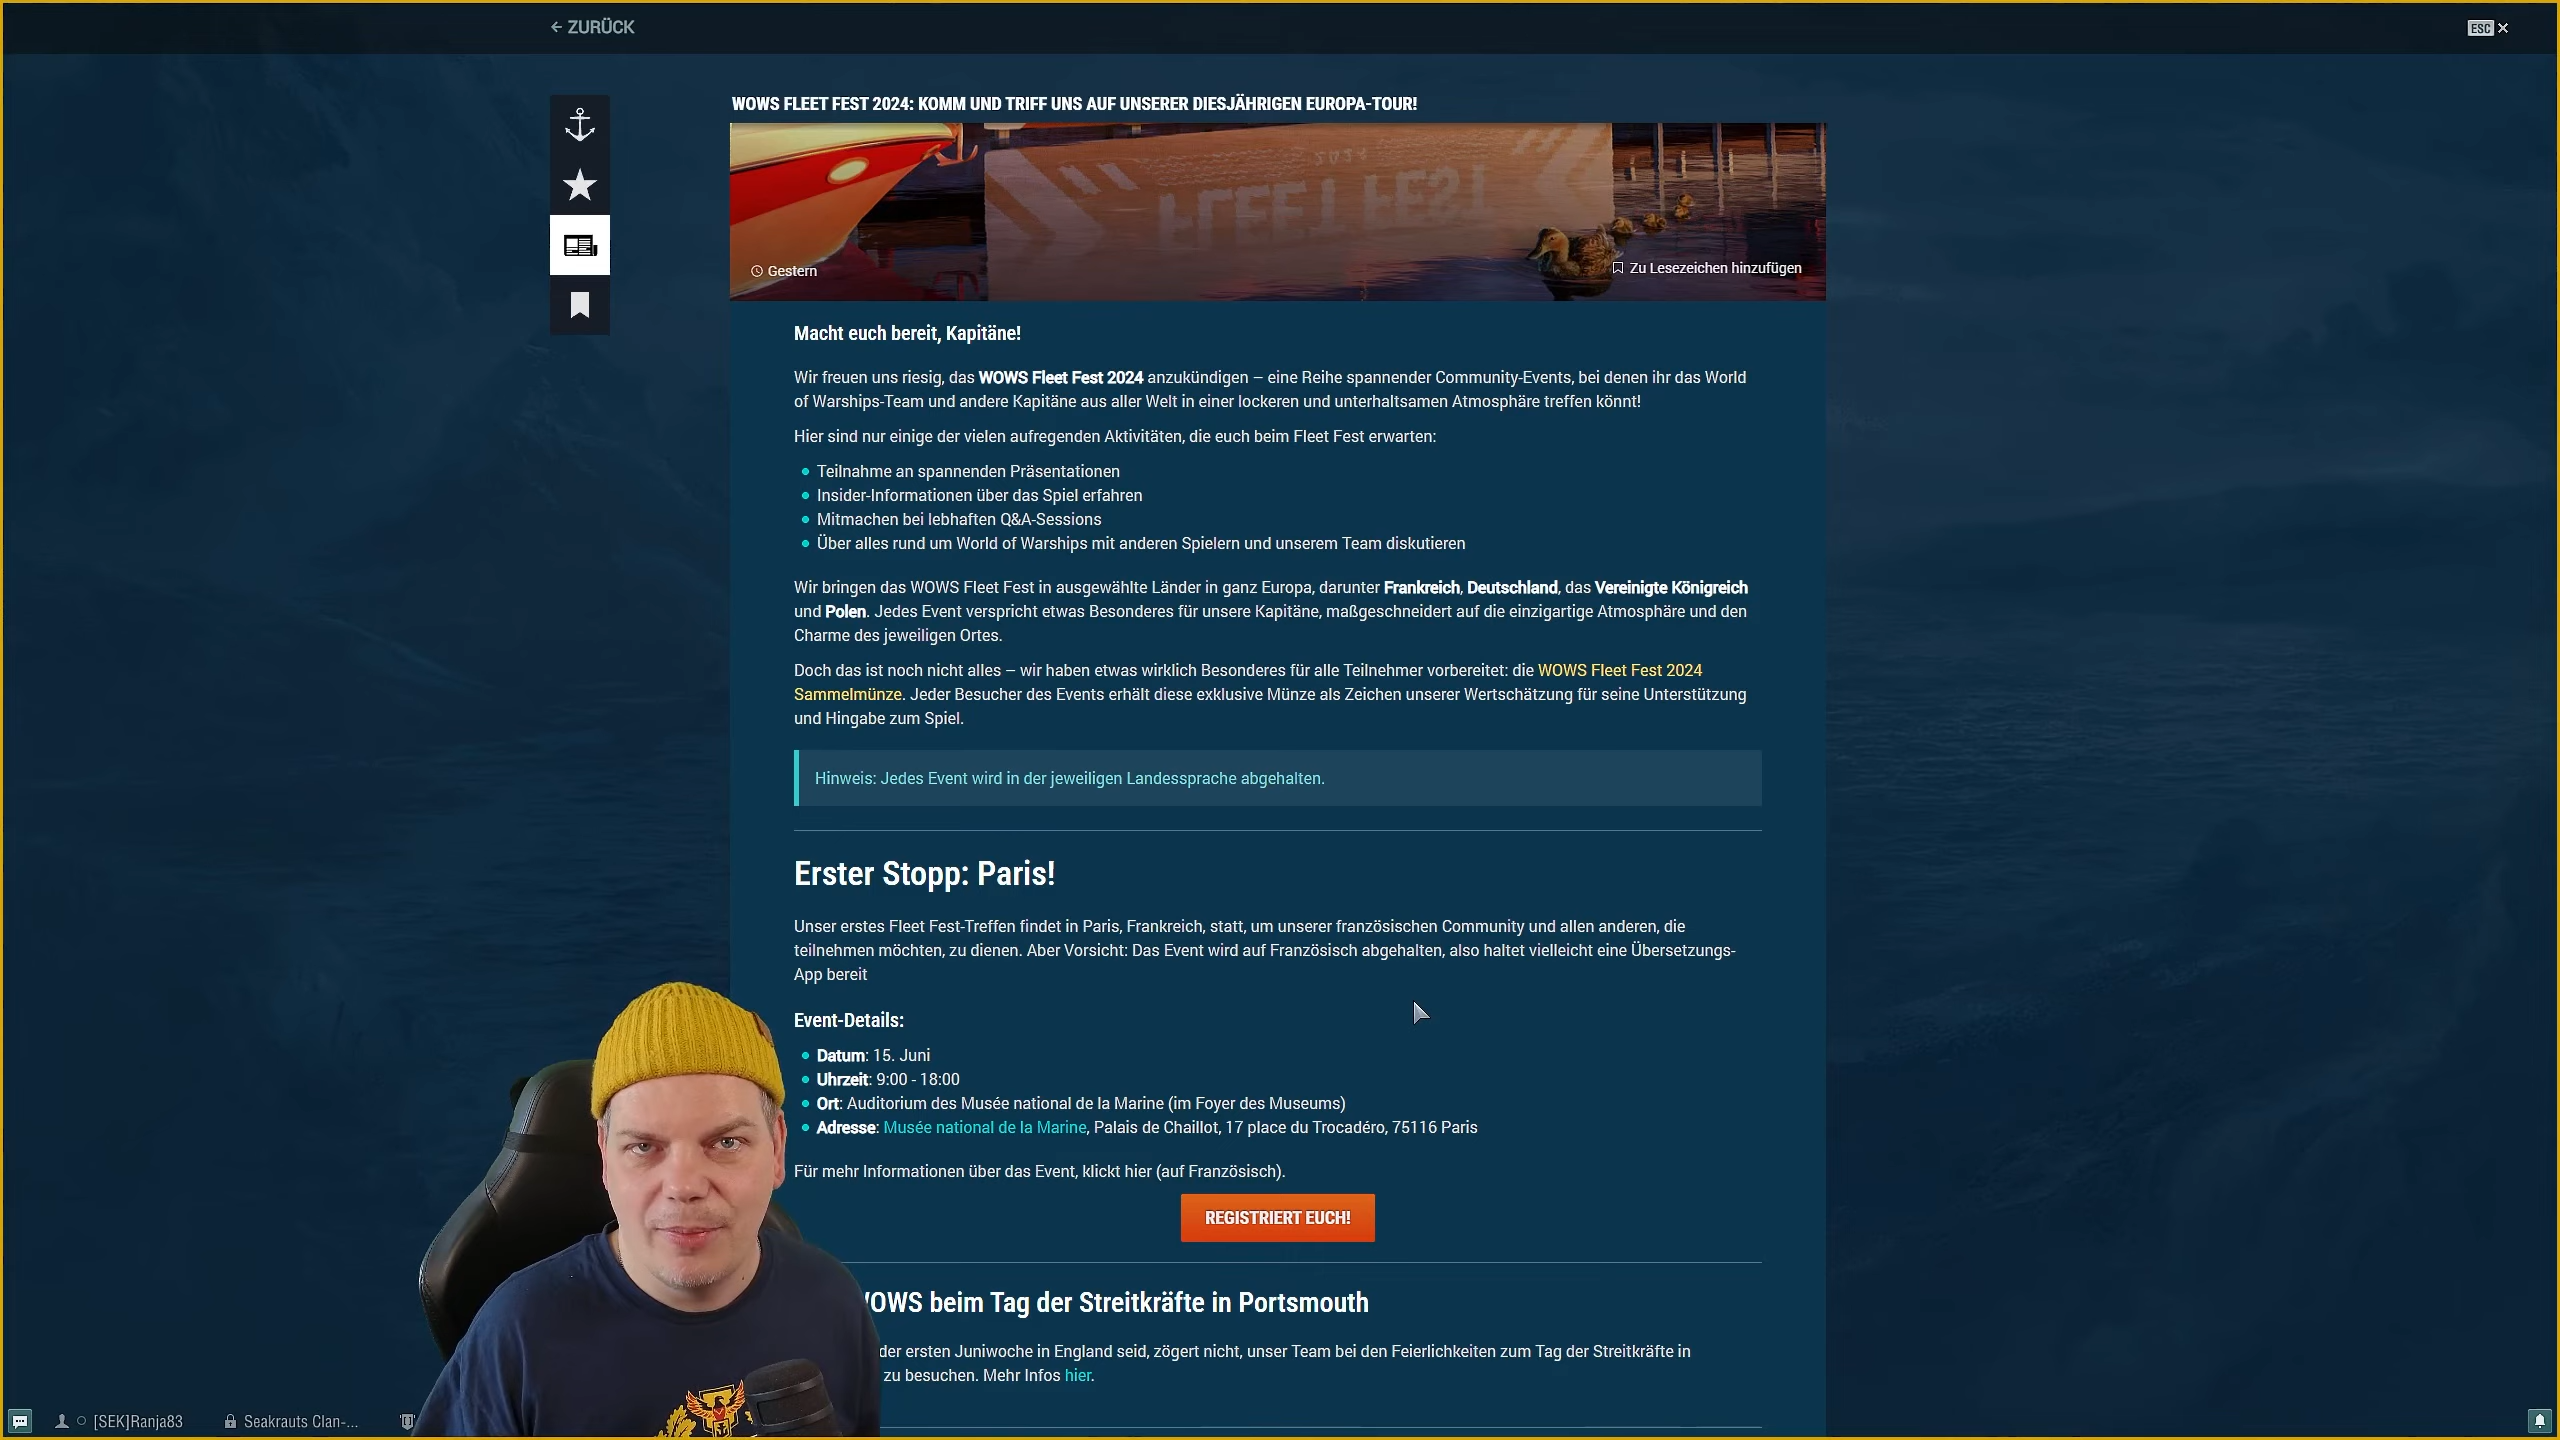 ZURÜCK
ESC
WOWS FLEET FEST 2024: KOMM UND TRIFF UNS AUF UNSERER DIESJÄHRIGEN EUROPA-TOUR!
2024
FLEET FEST
Gestern
Zu Lesezeichen hinzufügen
Macht euch bereit, Kapitäne!
Wir freuen uns riesig, das WOWS Fleet Fest 2024 anzukündigen – eine Reihe spannender Community-Events, bei denen ihr das World
of Warships-Team und andere Kapitäne aus aller Welt in einer lockeren und unterhaltsamen Atmosphäre treffen könnt!
Hier sind nur einige der vielen aufregenden Aktivitäten, die euch beim Fleet Fest erwarten:
Teilnahme an spannenden Präsentationen
Insider-Informationen über das Spiel erfahren
Mitmachen bei lebhaften Q&A-Sessions
Über alles rund um World of Warships mit anderen Spielern und unserem Team diskutieren
Wir bringen das WOWS Fleet Fest in ausgewählte Länder in ganz Europa, darunter Frankreich, Deutschland, das Vereinigte Königreich
und Polen. Jedes Event verspricht etwas Besonderes für unsere Kapitäne, maßgeschneidert auf die einzigartige Atmosphäre und den
Charme des jeweiligen Ortes.
Doch das ist noch nicht alles – wir haben etwas wirklich Besonderes für alle Teilnehmer vorbereitet: die WOWS Fleet Fest 2024
Sammelmünze. Jeder Besucher des Events erhält diese exklusive Münze als Zeichen unserer Wertschätzung für seine Unterstützung
und Hingabe zum Spiel.
Hinweis: Jedes Event wird in der jeweiligen Landessprache abgehalten.
Erster Stopp: Paris!
Unser erstes Fleet Fest-Treffen findet in Paris, Frankreich, statt, um unserer französischen Community und allen anderen, die
teilnehmen möchten, zu dienen. Aber Vorsicht: Das Event wird auf Französisch abgehalten, also haltet vielleicht eine Übersetzungs-
App bereit
Event-Details:
Datum: 15. Juni
Uhrzeit: 9:00 - 18:00
Ort: Auditorium des Musée national de la Marine (im Foyer des Museums)
Adresse: Musée national de la Marine, Palais de Chaillot, 17 place du Trocadéro, 75116 Paris
Für mehr Informationen über das Event, klickt hier (auf Französisch).
REGISTRIERT EUCH!
WOWS beim Tag der Streitkräfte in Portsmouth
der ersten Juniwoche in England seid, zögert nicht, unser Team bei den Feierlichkeiten zum Tag der Streitkräfte in
zu besuchen. Mehr Infos hier.
[SEK]Ranja83
Seakrauts Clan-...